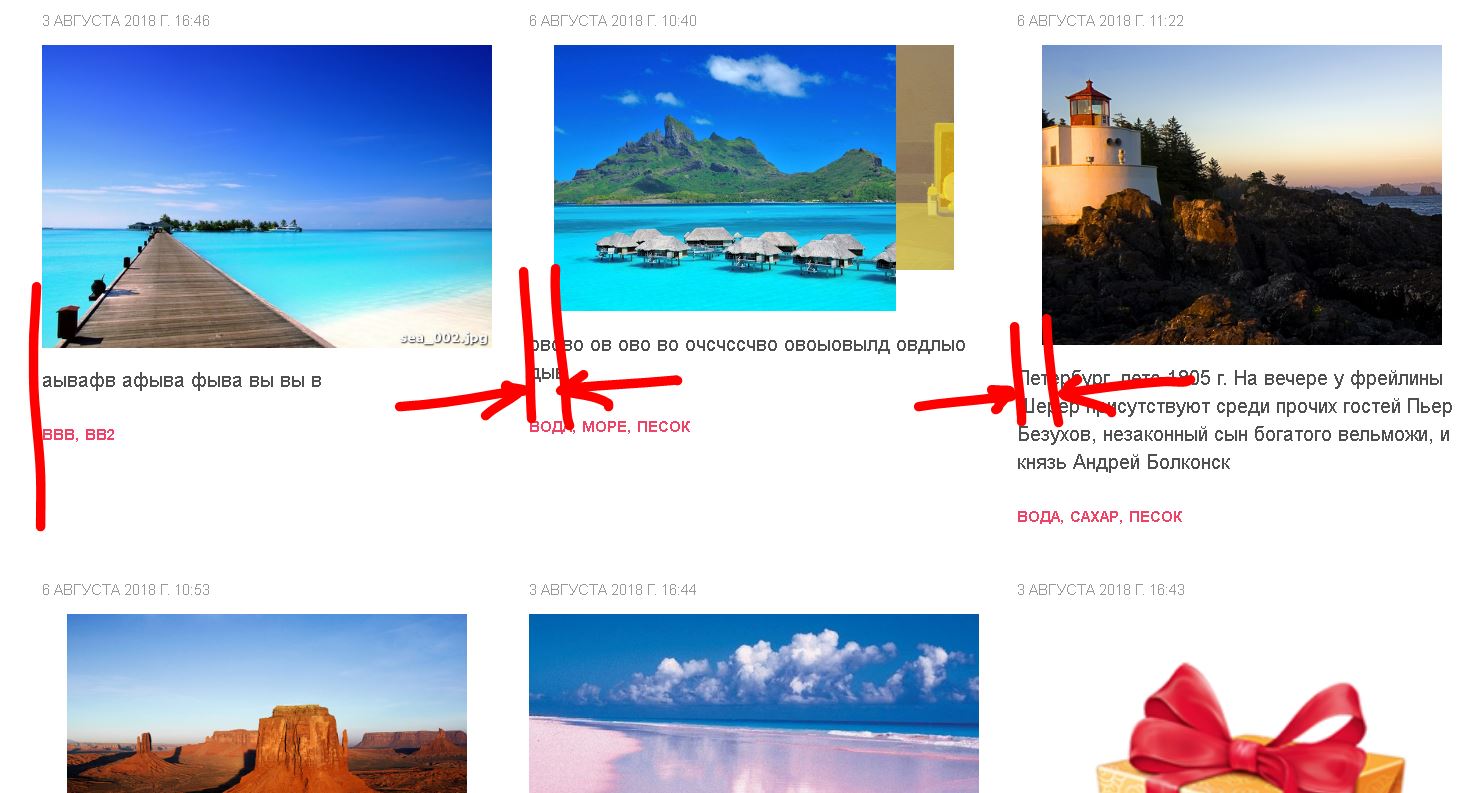 3 АВГУСТА 2018 Г. 16:46
sea_002.jpg
аывафв афыва фыва вы вы в
ВВВ, ВВ2
6 АВГУСТА 2018 Г. 10:40
овово ов ово во очсчссчво овоыовылд овдлыо
дыв
ВОДА, МОРЕ, ПЕСОК
6 АВГУСТА 2018 Г. 11:22
Петербург, лето 1805 г. На вечере у фрейлины
Шерер присутствуют среди прочих гостей Пьер
Безухов, незаконный сын богатого вельможи, и
князь Андрей Болконск
ВОДА, САХАР, ПЕСОК
6 АВГУСТА 2018 Г. 10:53
3 АВГУСТА 2018 Г. 16:44
3 АВГУСТА 2018 Г. 16:43